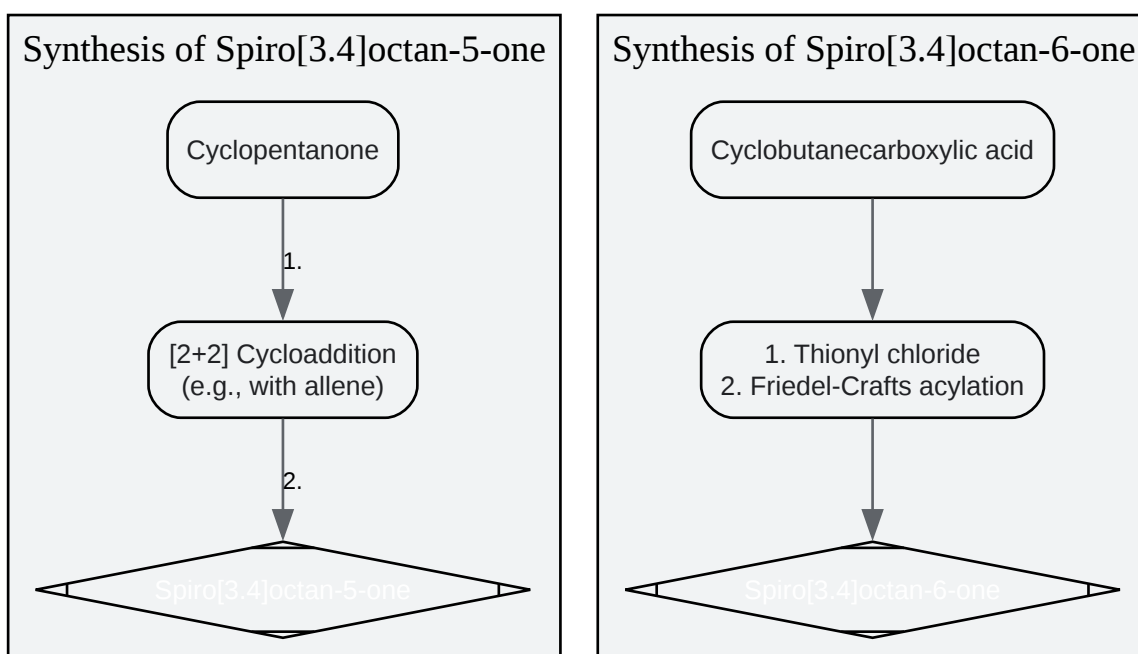 Synthesis of Spiro[3.4]octan-5-one
Cyclopentanone
1.
[2+2] Cycloaddition
(e.g., with allene)
2.
Spiro[3.4]octan-5-one
Synthesis of Spiro[3.4]octan-6-one
Cyclobutanecarboxylic acid
1. Thionyl chloride
2. Friedel-Crafts acylation
Spiro[3.4]octan-6-one